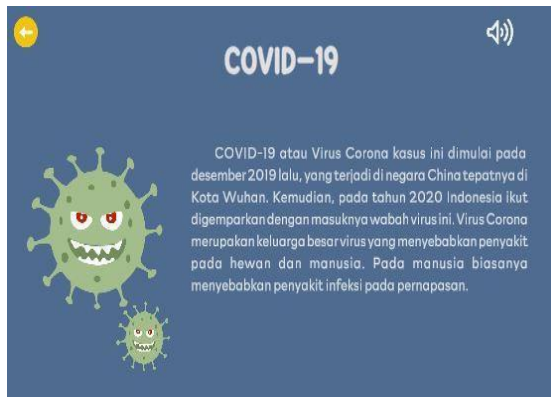 COVID-19
COVID-19 atau Virus Corona kasus ini dimulai pada
desember 2019 lalu, yang terjadi di negara China tepatnya di
Kota Wuhan. Kemudian, pada tahun 2020 Indonesia ikut
digemparkan dengan masuknya wabah virus ini. Virus Corona
merupakan keluarga besar virus yang menyebabkan penyakit
pada hewan dan manusia. Pada manusia biasanya
menyebabkan penyakit infeksi pada pernapasan.